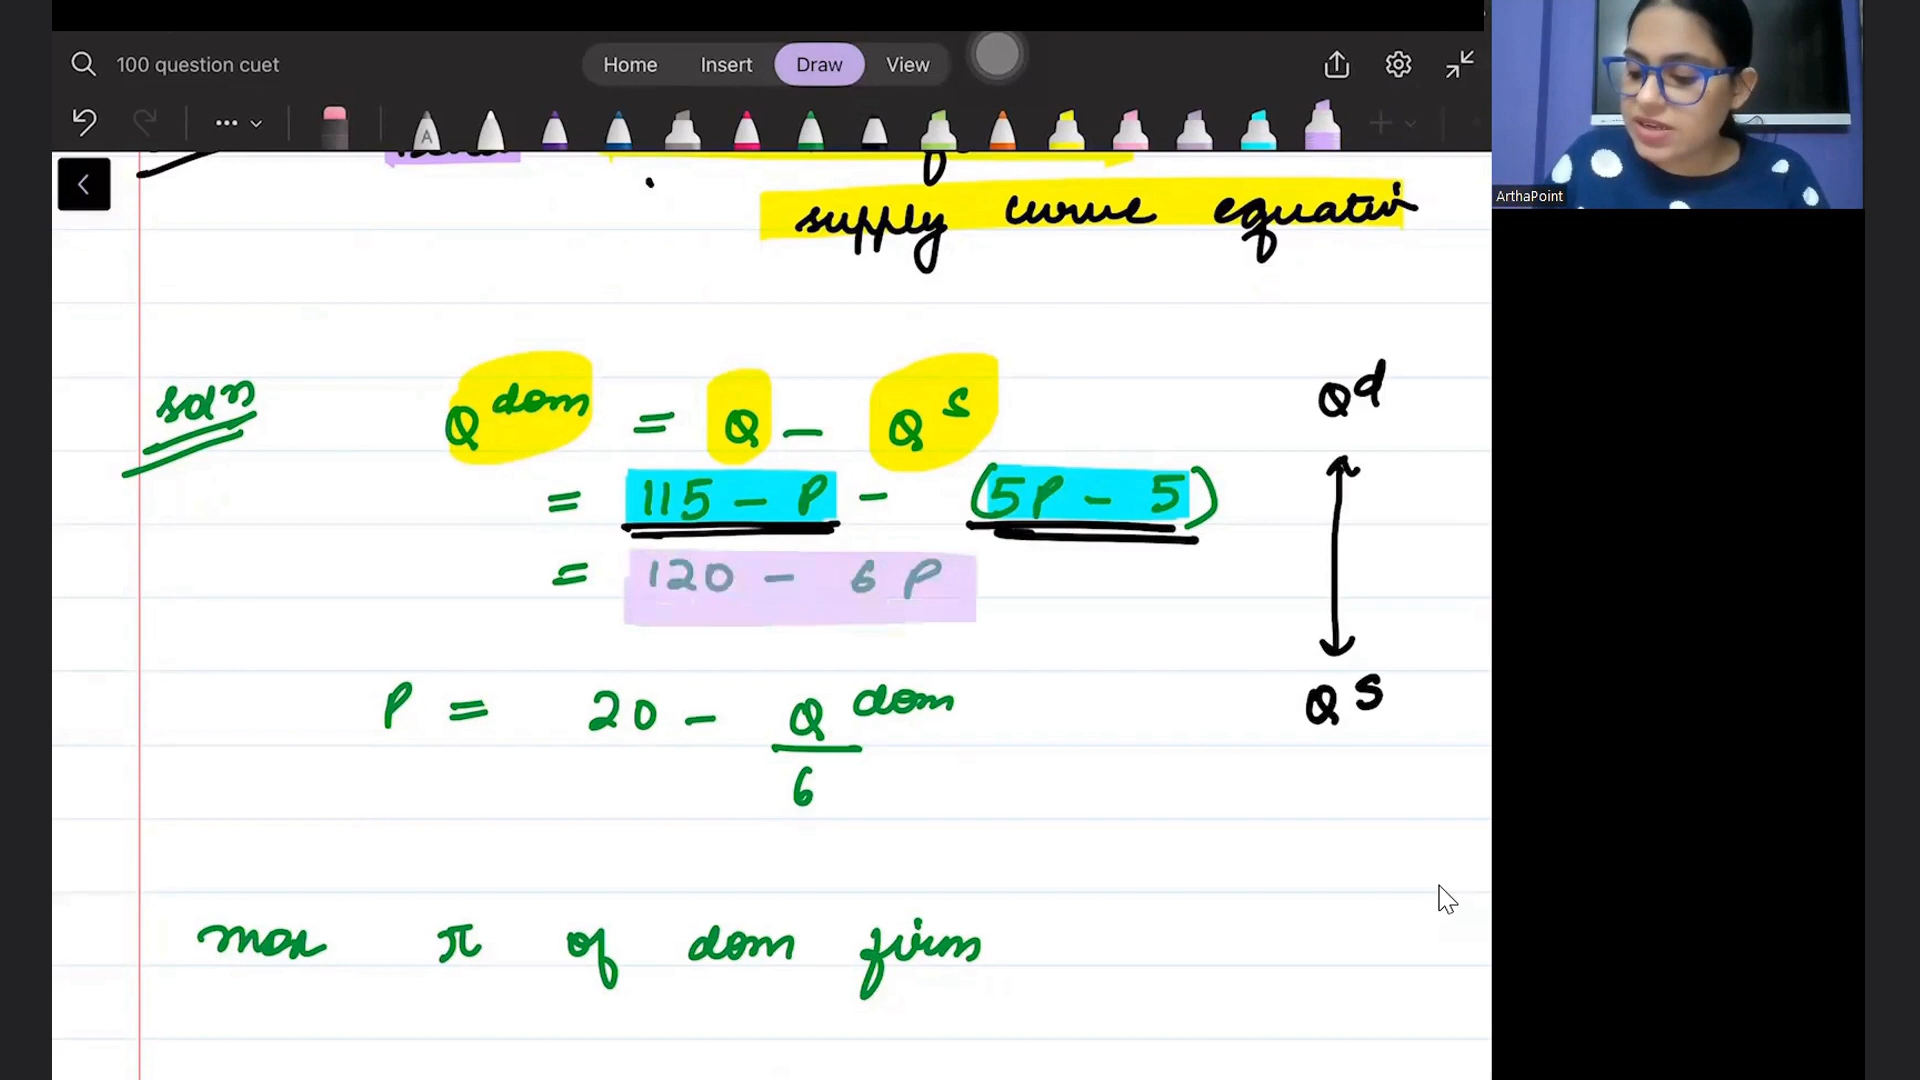 100 question cuet
Home Insert Draw View
ArthaPoint
supply curve equation
Q^d
solⁿ Q^dom = Q - Q^s
= 115 - P - (5P - 5)
= 120 - 6P
Q^s
P = 20 - Q^dom
6
max π of dom firm